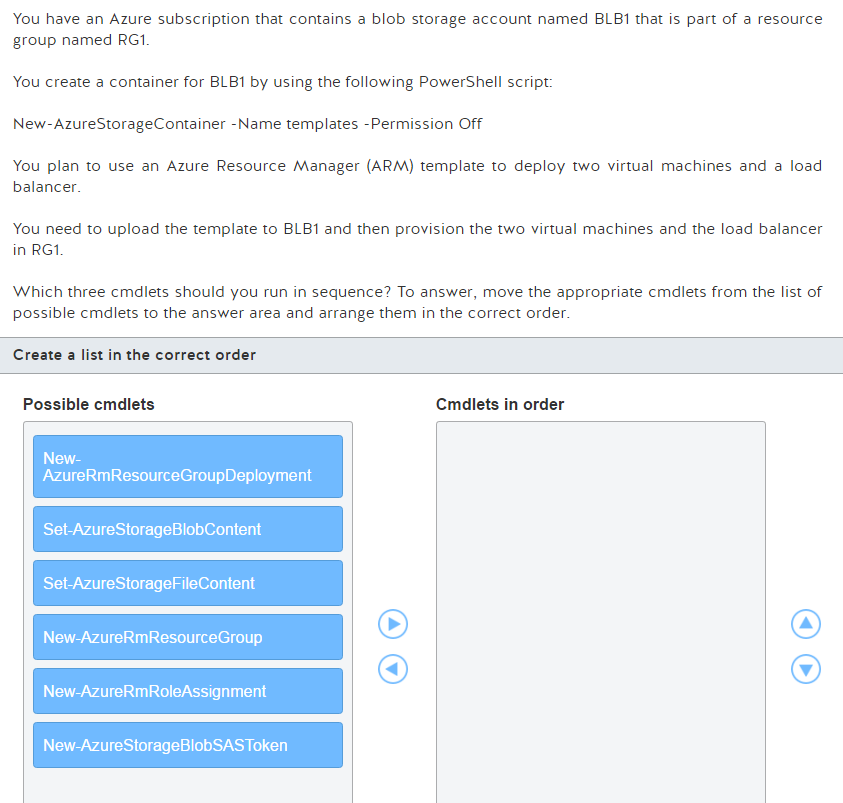 You have an Azure subscription that contains a blob storage account named BLB1 that is part of a resource
group named RG1.
You create a container for BLB1 by using the following PowerShell script:
New-AzureStorageContainer -Name templates -Permission Off
You plan to use an Azure Resource Manager (ARM) template to deploy two virtual machines and a load
balancer.
You need to upload the template to BLB1 and then provision the two virtual machines and the load balancer
in RG1.
Which three cmdlets should you run in sequence? To answer, move the appropriate cmdlets from the list of
possible cmdlets to the answer area and arrange them in the correct order.
Create a list in the correct order
Possible cmdlets
New-
AzureRmResourceGroupDeployment
Set-AzureStorageBlobContent
Set-AzureStorageFileContent
New-AzureRmResourceGroup
New-AzureRmRoleAssignment
New-AzureStorageBlobSASToken
Cmdlets in order